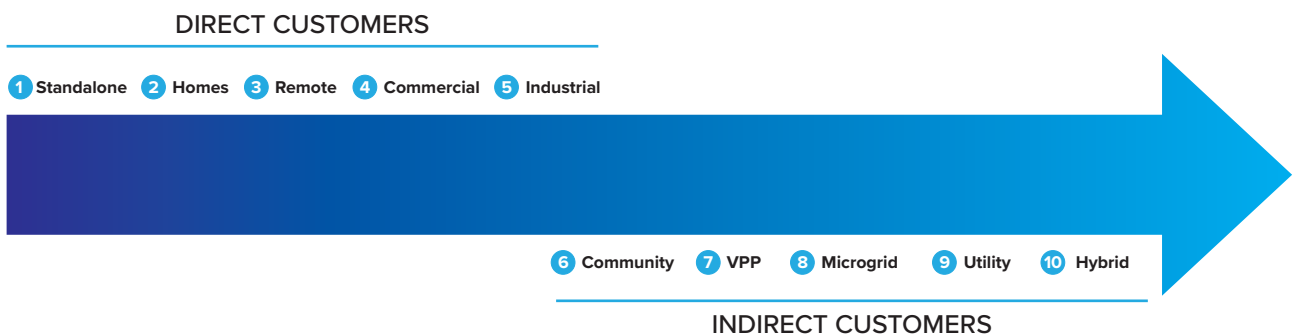 DIRECT CUSTOMERS
1 Standalone 2 Homes 3 Remote 4 Commercial 5 Industrial
6 Community 7 VPP 8 Microgrid 9 Utility 10 Hybrid
INDIRECT CUSTOMERS